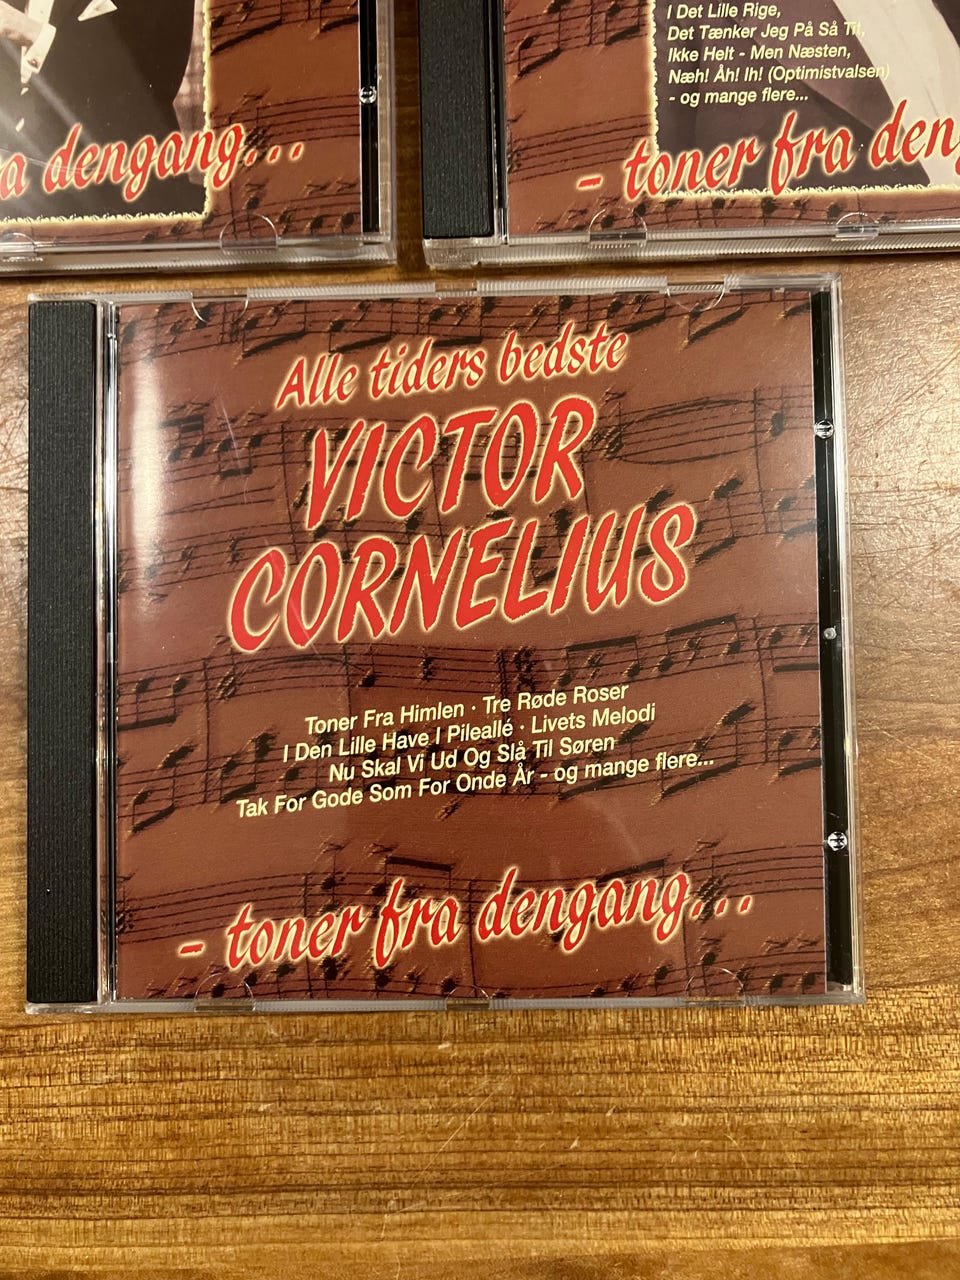 a dengang...
I Det Lille Rige,
Det Tænker Jeg På Så Tit,
Ikke Helt - Men Næsten,
Næh! Åh! Ih! (Optimistvalsen)
- og mange flere...
- toner fra deng
Alle tiders bedste
VICTOR
CORNELIUS
Toner Fra Himlen · Tre Røde Roser
I Den Lille Have I Pileallé · Livets Melodi
Nu Skal Vi Ud Og Slå Til Søren
Tak For Gode Som For Onde År - og mange flere...
- toner fra dengang...